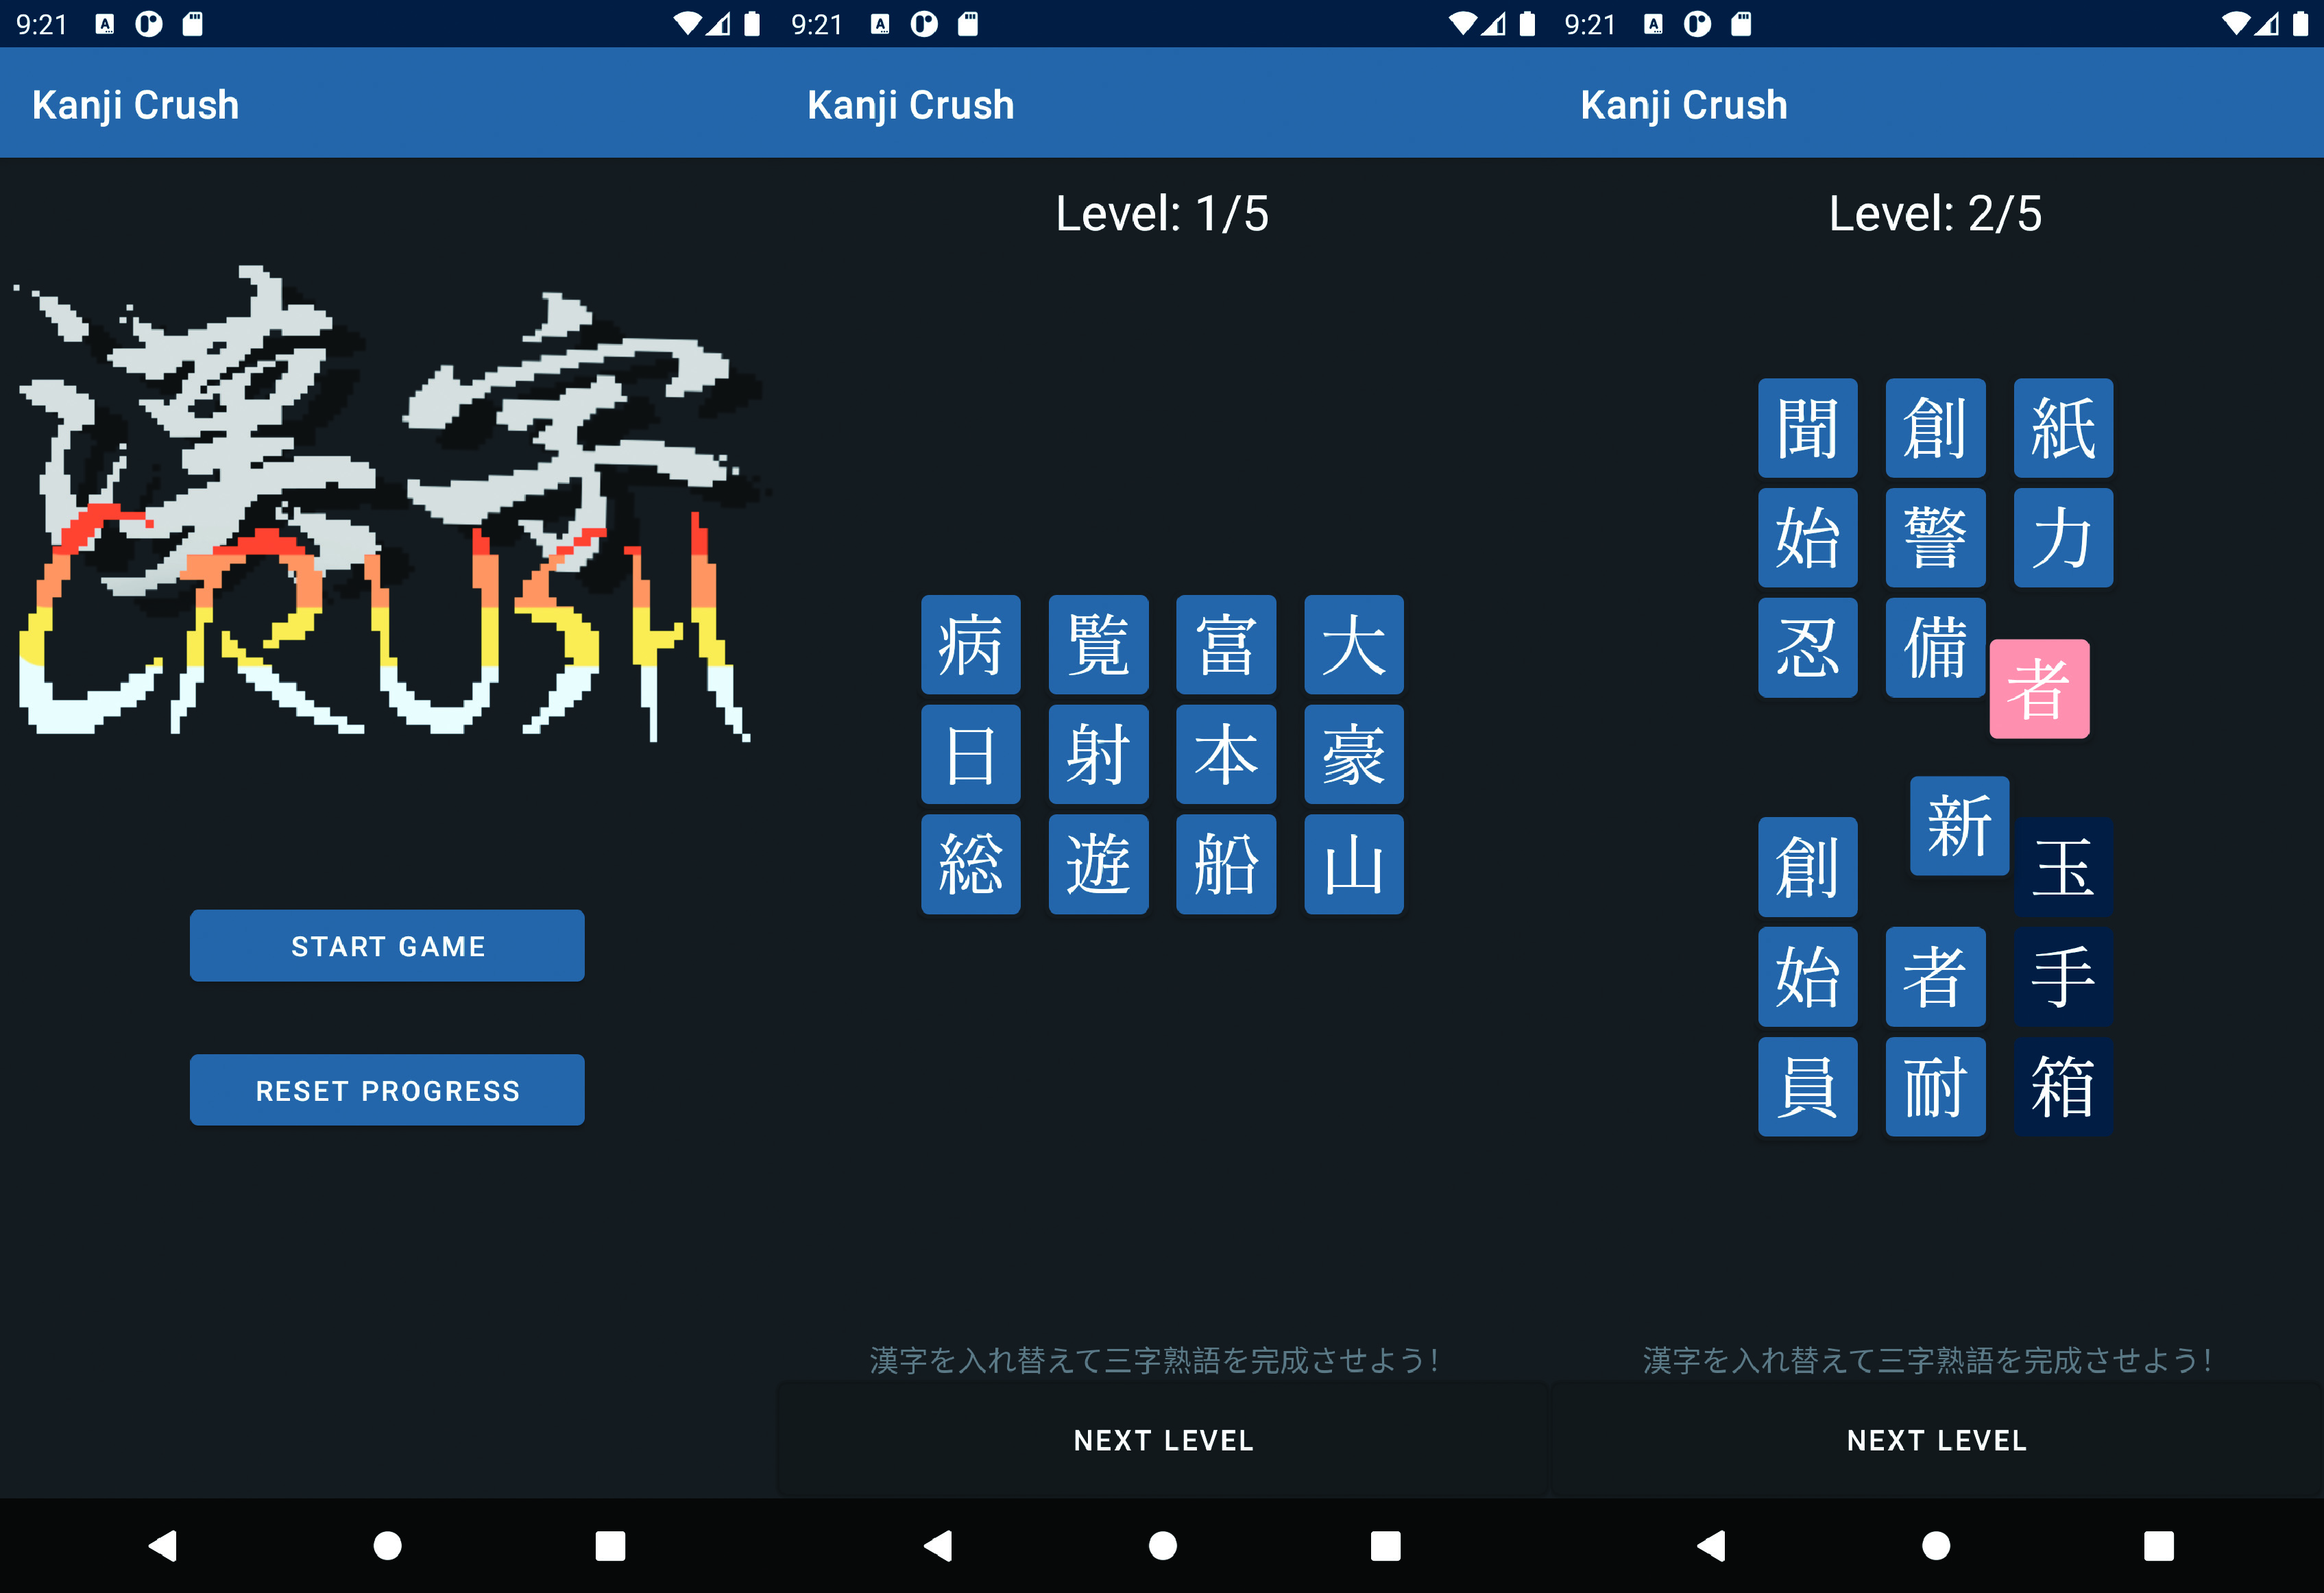 9:21
Kanji Crush
漢字
CRUSH
START GAME
RESET PROGRESS
9:21
Kanji Crush
Level: 1/5
病 覧 富 大
日 射 本 豪
総 遊 船 山
漢字を入れ替えて三字熟語を完成させよう!
NEXT LEVEL
9:21
Kanji Crush
Level: 2/5
聞 創 紙
始 警 力
忍 備 者
創 新 玉
始 者 手
員 耐 箱
漢字を入れ替えて三字熟語を完成させよう!
NEXT LEVEL